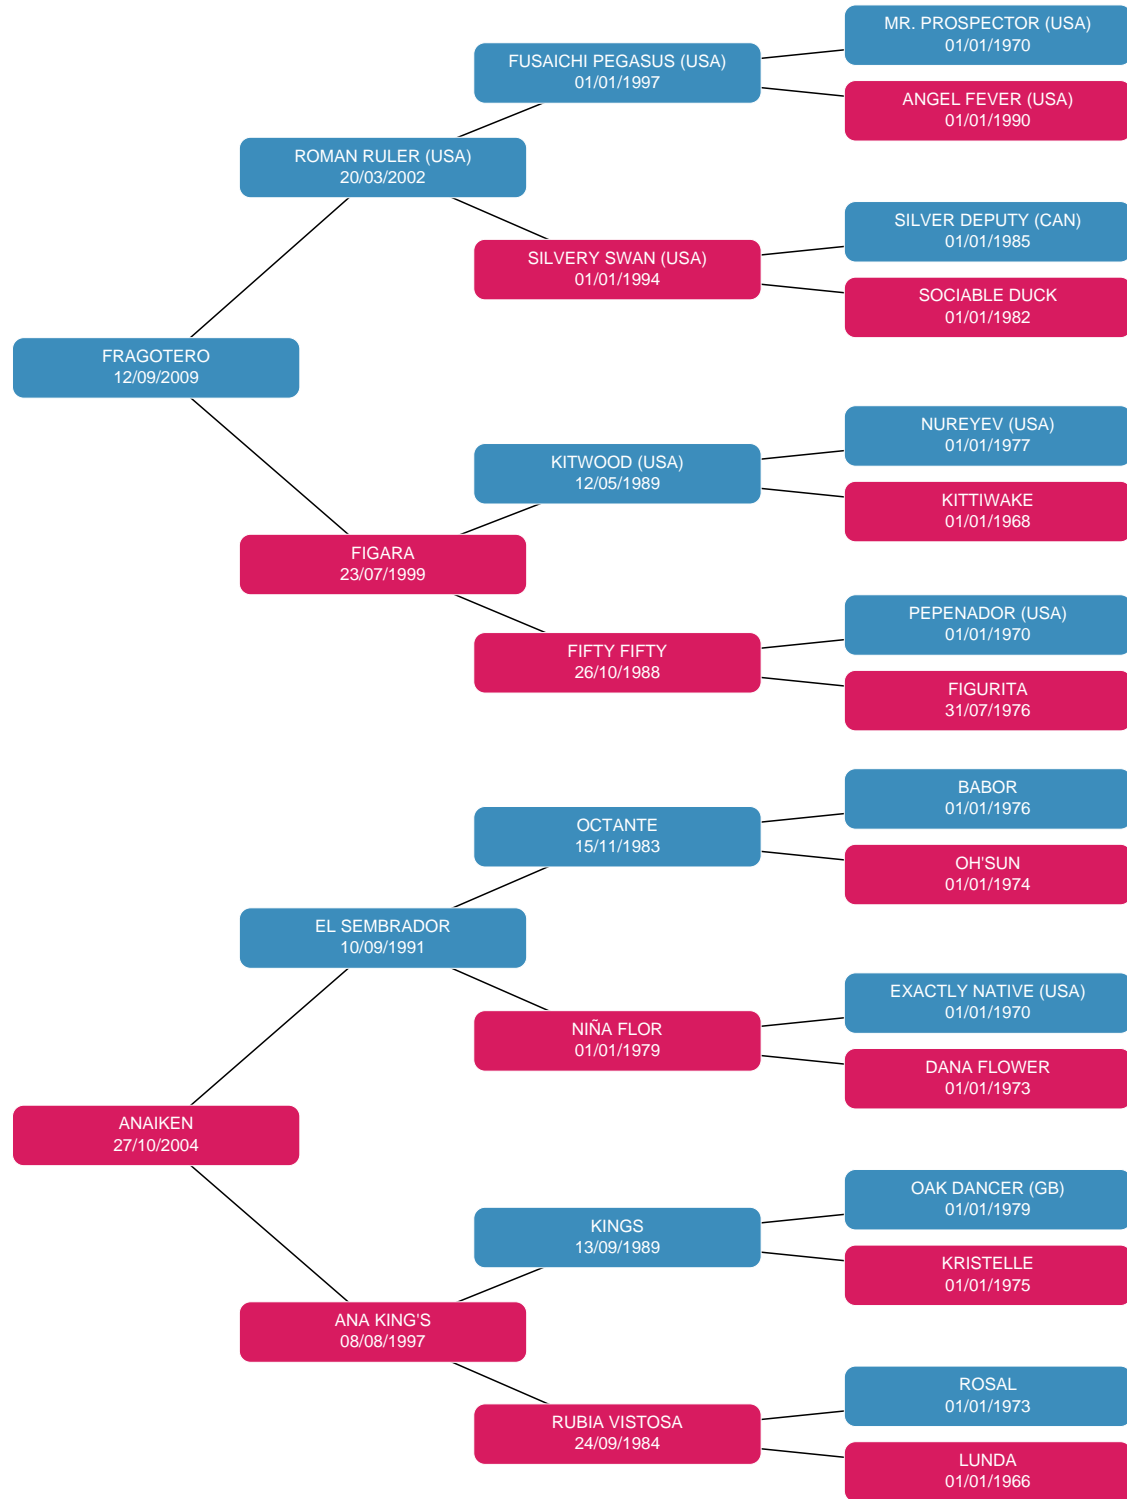 MR. PROSPECTOR (USA)
01/01/1970
FUSAICHI PEGASUS (USA)
01/01/1997
ANGEL FEVER (USA)
01/01/1990
ROMAN RULER (USA)
20/03/2002
SILVER DEPUTY (CAN)
01/01/1985
SILVERY SWAN (USA)
01/01/1994
SOCIABLE DUCK
01/01/1982
FRAGOTERO
12/09/2009
NUREYEV (USA)
01/01/1977
KITWOOD (USA)
12/05/1989
KITTIWAKE
01/01/1968
FIGARA
23/07/1999
PEPENADOR (USA)
01/01/1970
FIFTY FIFTY
26/10/1988
FIGURITA
31/07/1976
BABOR
01/01/1976
OCTANTE
15/11/1983
OH'SUN
01/01/1974
EL SEMBRADOR
10/09/1991
EXACTLY NATIVE (USA)
01/01/1970
NIÑA FLOR
01/01/1979
DANA FLOWER
01/01/1973
ANAIKEN
27/10/2004
OAK DANCER (GB)
01/01/1979
KINGS
13/09/1989
KRISTELLE
01/01/1975
ANA KING'S
08/08/1997
ROSAL
01/01/1973
RUBIA VISTOSA
24/09/1984
LUNDA
01/01/1966